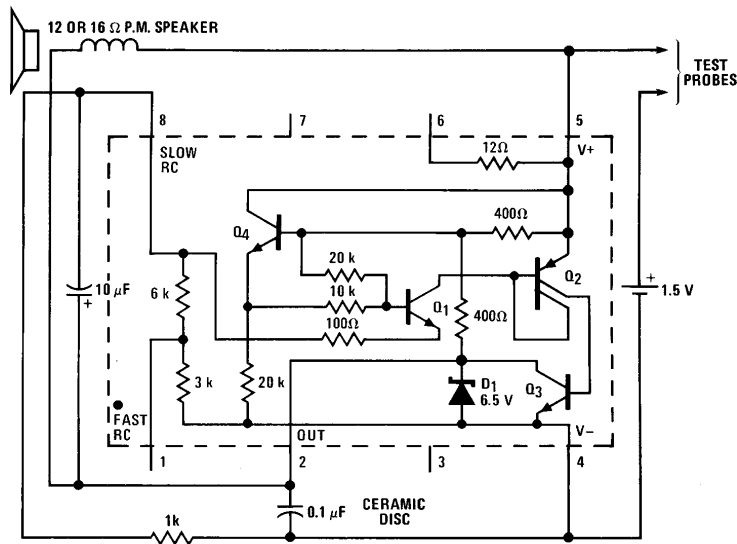 12 OR 16 Ω P.M. SPEAKER
TEST
PROBES
8
7
6
5
SLOW
RC
12Ω
V+
Q4
400Ω
20 k
Q2
10 k
Q1
100Ω
400Ω
+
1.5 V
10 μF
+
6 k
3 k
20 k
D1
6.5 V
Q3
FAST
RC
OUT
V−
1
2
3
4
0.1 μF
CERAMIC
DISC
1k